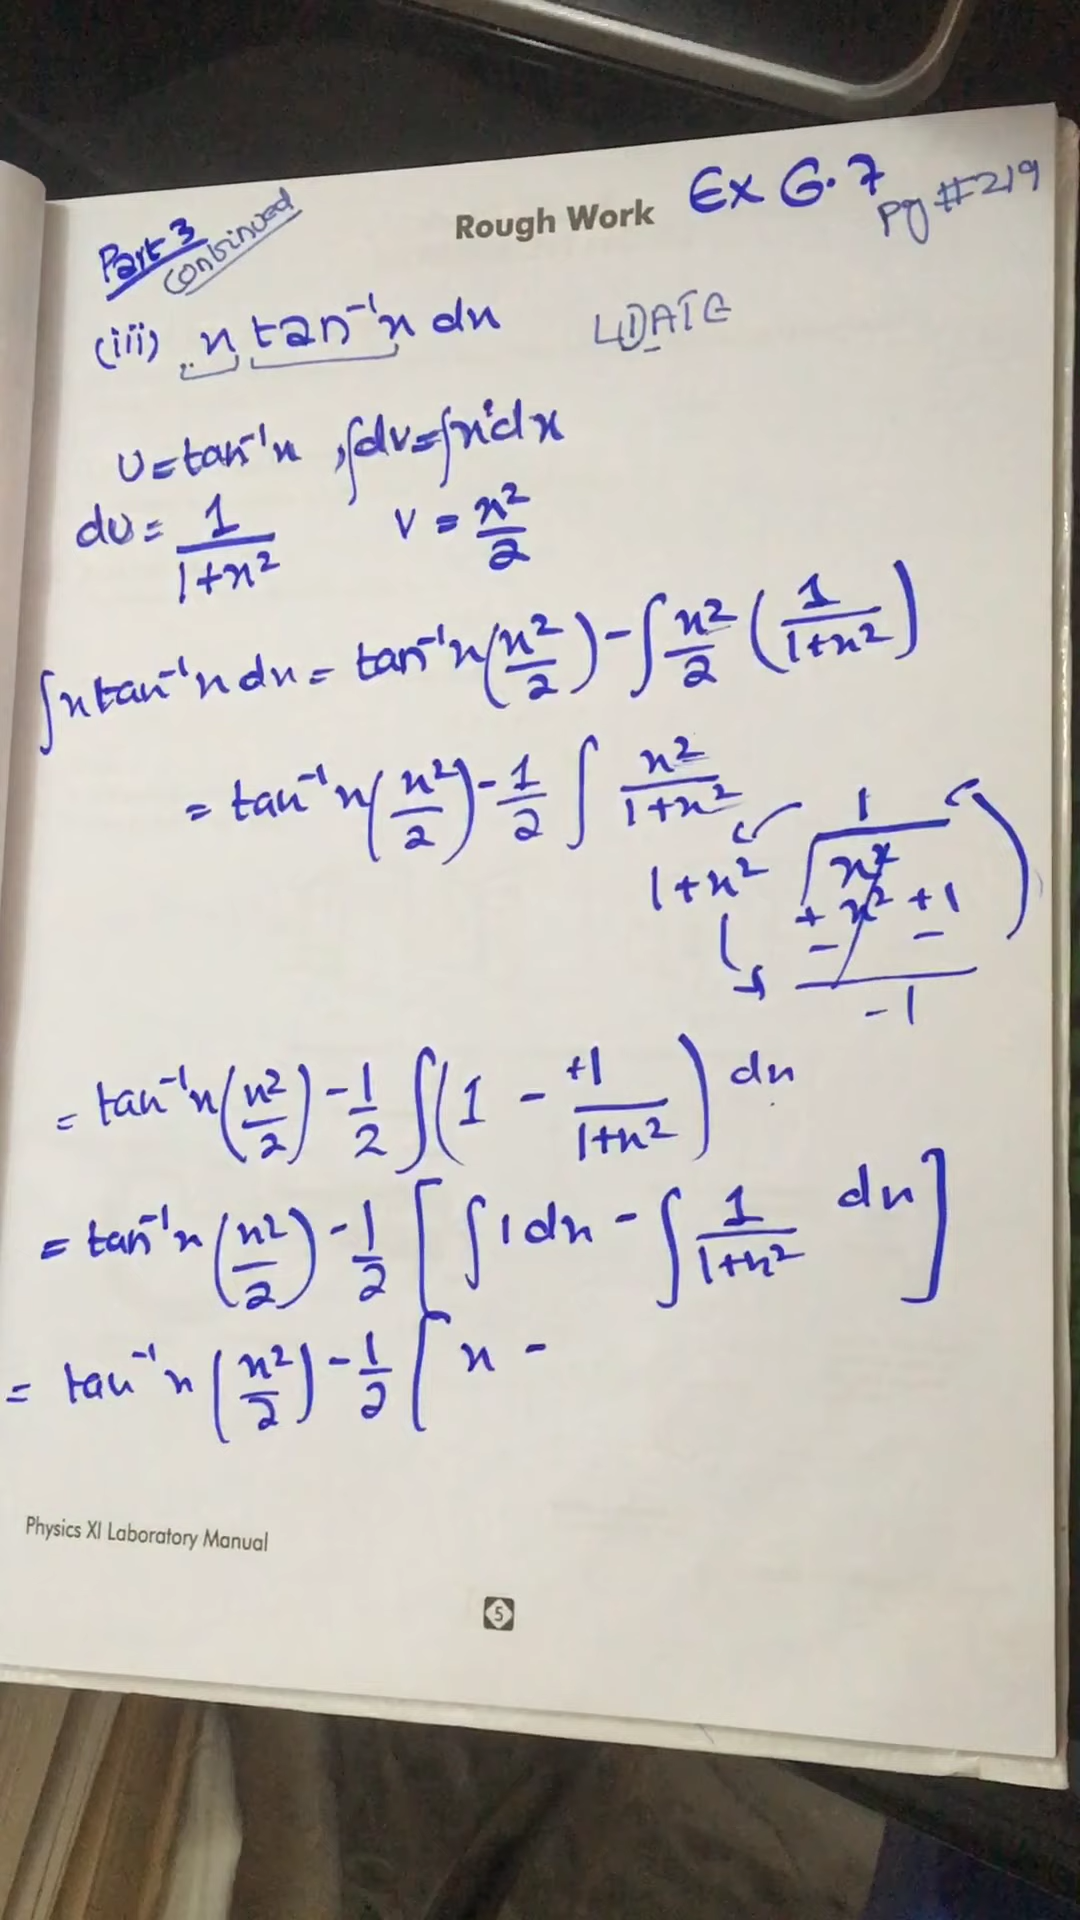 Part 3
Continued
Rough Work
Ex 6.7
Pg #219
(iii) x tan⁻¹x dx
LIATE
U = tan⁻¹x , ∫dv = ∫x¹dx
dU = 1/(1+x²)
v = x²/2
∫x tan⁻¹x dx = tan⁻¹x (x²/2) - ∫ x²/2 (1/(1+x²))
= tan⁻¹x (x²/2) - 1/2 ∫ x²/(1+x²)
1
1+x² √x²
+x² +1
- -
-1
= tan⁻¹x (x²/2) - 1/2 ∫(1 - +1/(1+x²)) dx
= tan⁻¹x (x²/2) - 1/2 [∫1dx - ∫ 1/(1+x²) dx]
= tan⁻¹x (x²/2) - 1/2 [x -
Physics XI Laboratory Manual
5